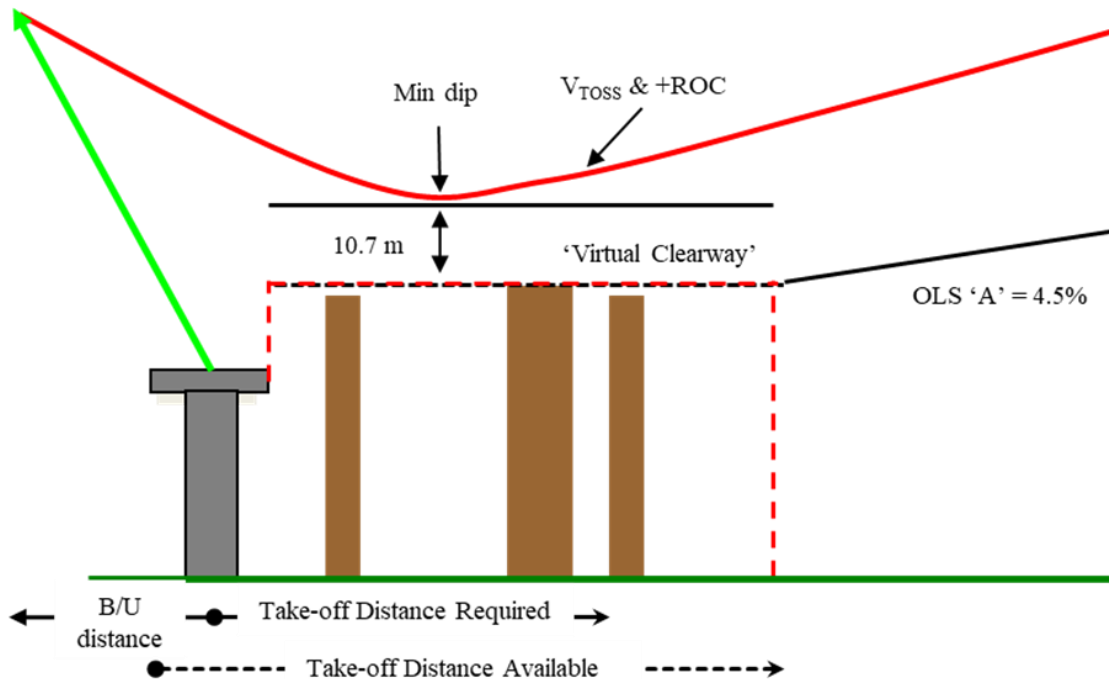 Min dip
V_TOSS & +ROC
10.7 m
‘Virtual Clearway’
OLS ‘A’ = 4.5%
B/U
distance
Take-off Distance Required
Take-off Distance Available